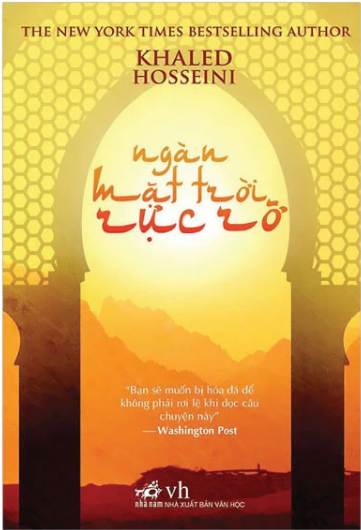 THE NEW YORK TIMES BESTSELLING AUTHOR
KHALED
HOSSEINI
ngàn
mặt trời
rực rỡ
"Bạn sẽ muốn bị hóa đá để
không phải rơi lệ khi đọc câu
chuyện này"
—Washington Post
vh
nhã nam NHÀ XUẤT BẢN VĂN HỌC